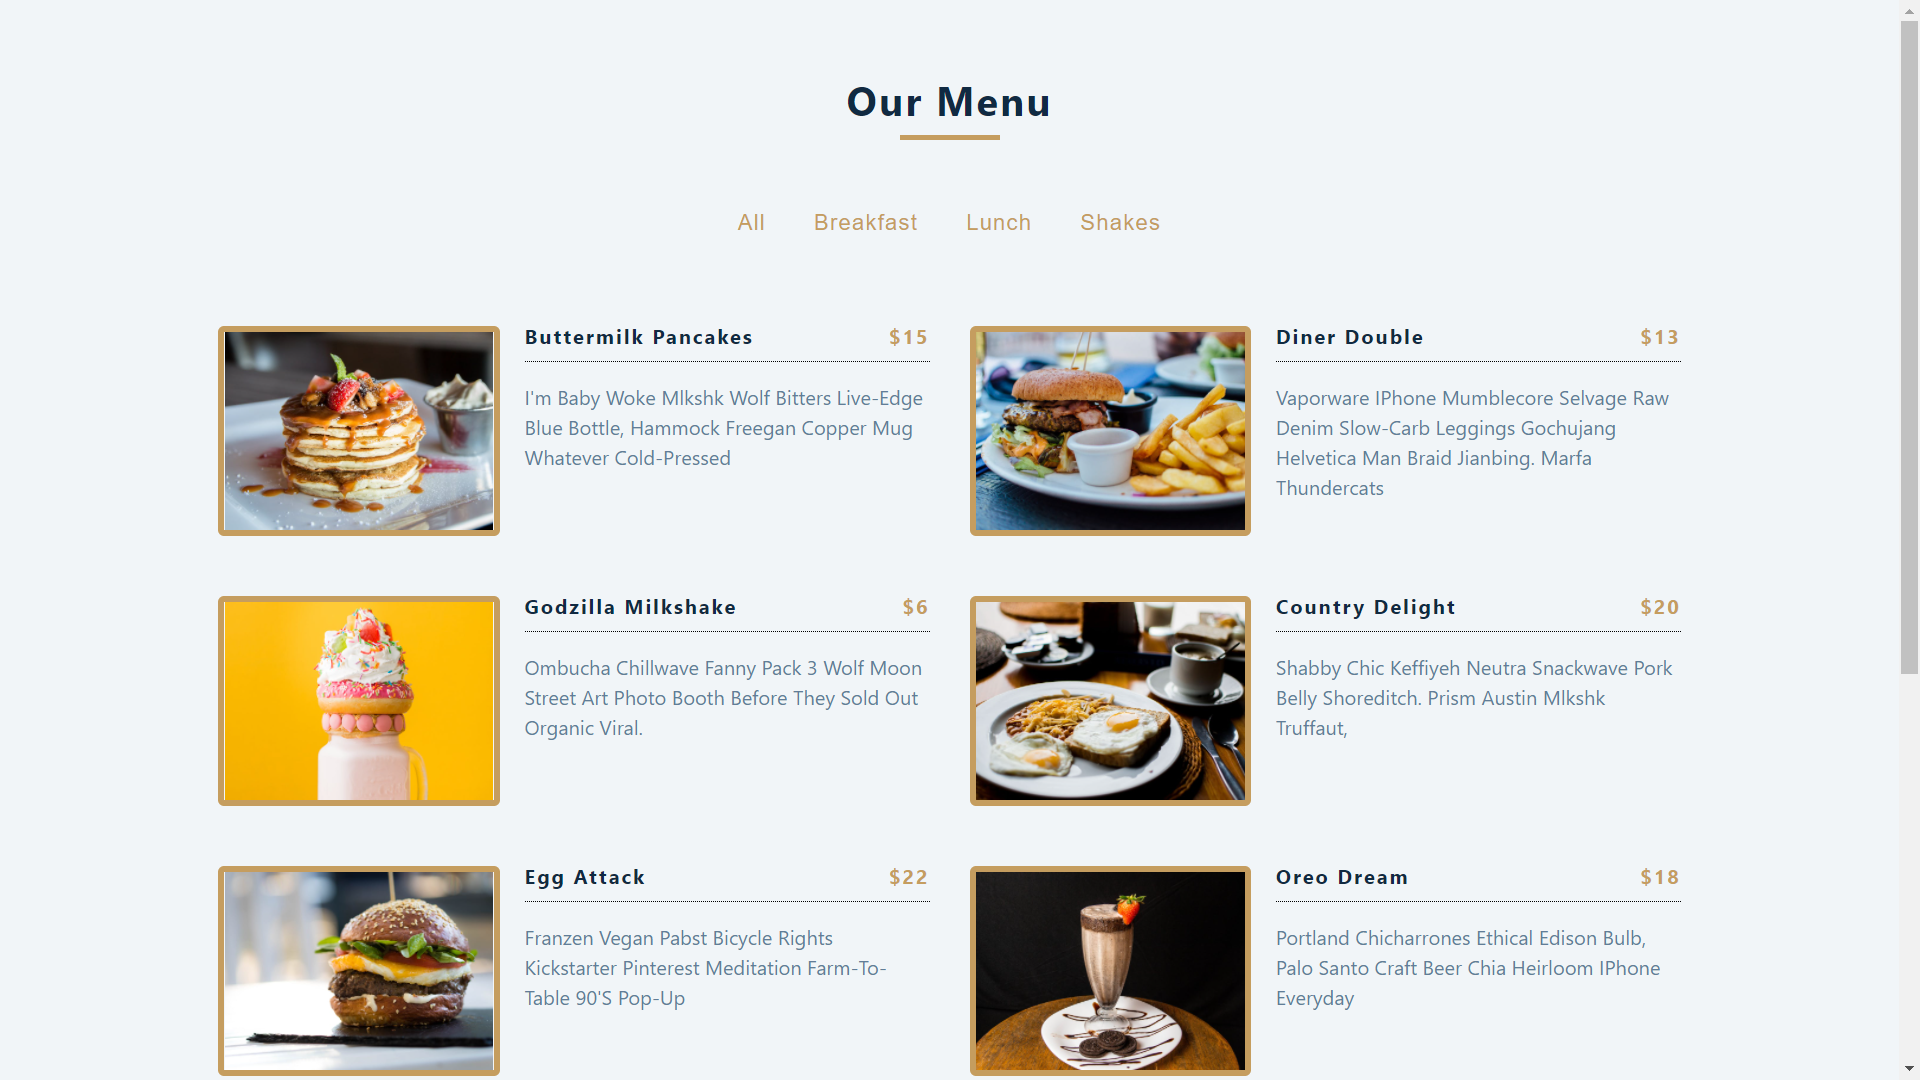 Our Menu
All Breakfast Lunch Shakes
Buttermilk Pancakes $15
I'm Baby Woke Mlkshk Wolf Bitters Live-Edge
Blue Bottle, Hammock Freegan Copper Mug
Whatever Cold-Pressed
Diner Double $13
Vaporware IPhone Mumblecore Selvage Raw
Denim Slow-Carb Leggings Gochujang
Helvetica Man Braid Jianbing. Marfa
Thundercats
Godzilla Milkshake $6
Ombucha Chillwave Fanny Pack 3 Wolf Moon
Street Art Photo Booth Before They Sold Out
Organic Viral.
Country Delight $20
Shabby Chic Keffiyeh Neutra Snackwave Pork
Belly Shoreditch. Prism Austin Mlkshk
Truffaut,
Egg Attack $22
Franzen Vegan Pabst Bicycle Rights
Kickstarter Pinterest Meditation Farm-To-
Table 90'S Pop-Up
Oreo Dream $18
Portland Chicharrones Ethical Edison Bulb,
Palo Santo Craft Beer Chia Heirloom IPhone
Everyday